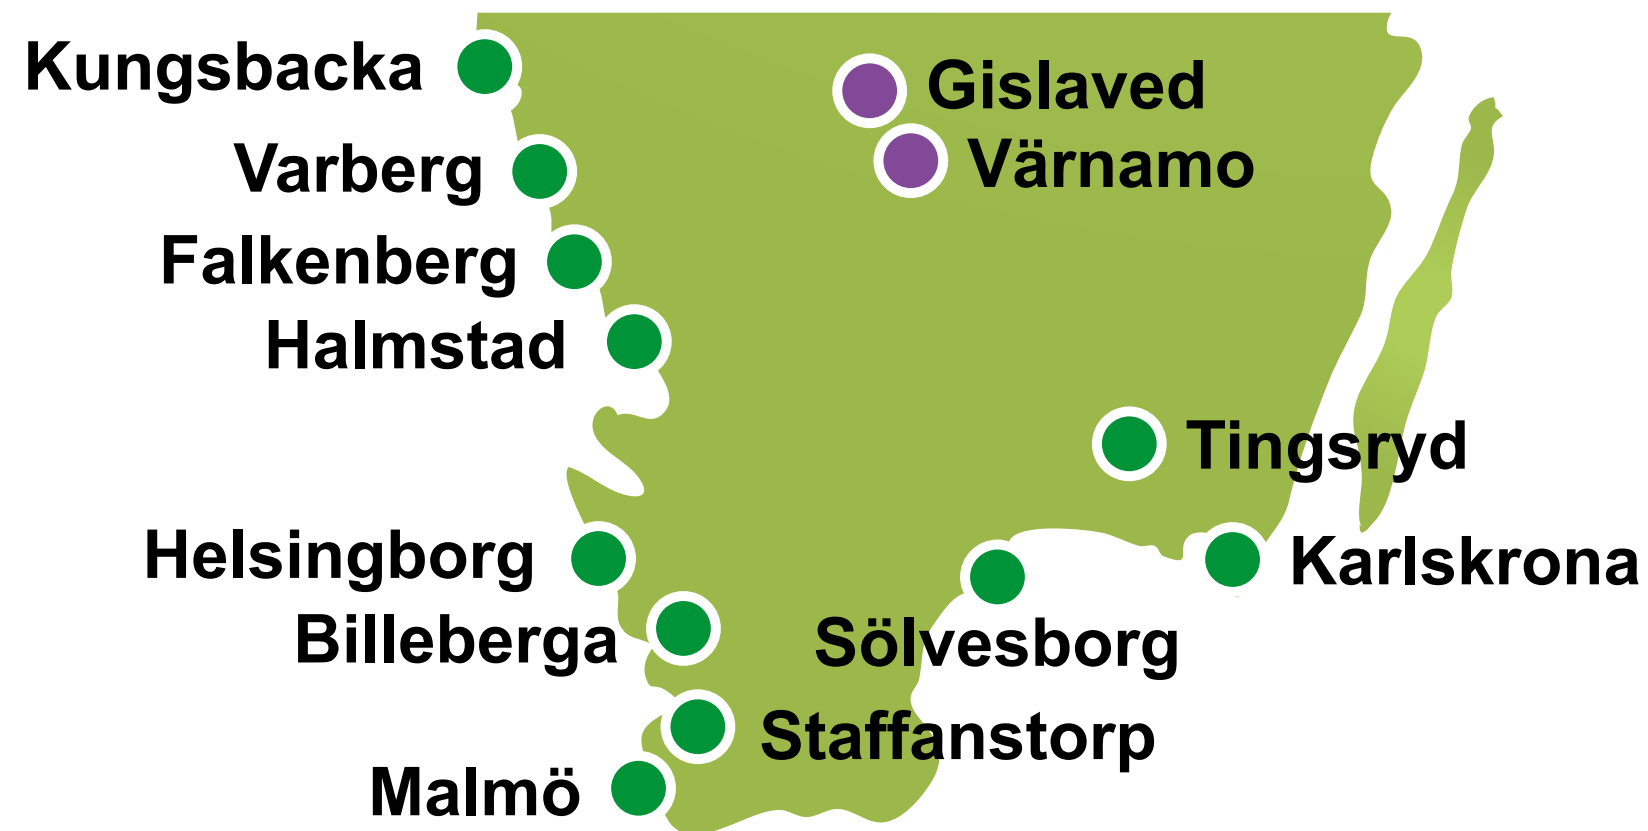 Kungsbacka
Gislaved
Värnamo
Varberg
Falkenberg
Halmstad
Tingsryd
Helsingborg
Karlskrona
Billeberga
Sölvesborg
Staffanstorp
Malmö